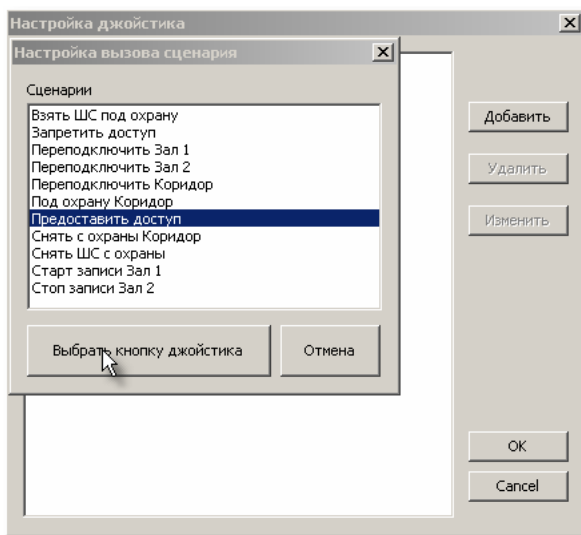 Настройка джойстика
Настройка вызова сценария
Сценарии
Взять ШС под охрану
Запретить доступ
Переподключить Зал 1
Переподключить Зал 2
Переподключить Коридор
Под охрану Коридор
Предоставить доступ
Снять с охраны Коридор
Снять ШС с охраны
Старт записи Зал 1
Стоп записи Зал 2
Выбрать кнопку джойстика
Отмена
Добавить
Удалить
Изменить
OK
Cancel